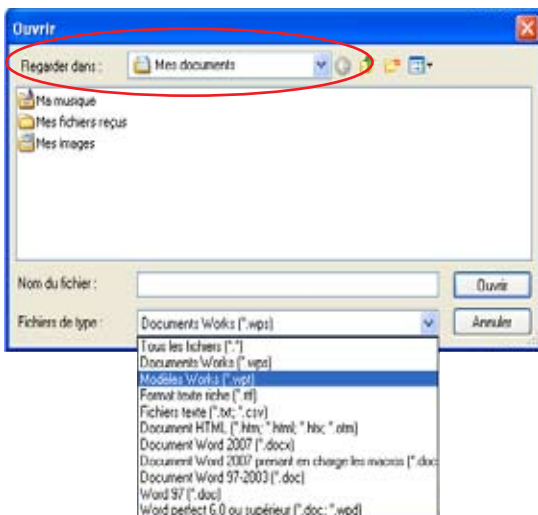 Ouvrir
Regarder dans : Mes documents
Ma musique
Mes fichiers reçus
Mes images
Nom du fichier : Ouvrir
Fichiers de type : Documents Works (*.wps) Annuler
Tous les fichiers (*.*)
Documents Works (*.wps)
Modèles Works (*.wpt)
Format texte riche (*.rtf)
Fichiers texte (*.txt; *.csv)
Document HTML (*.htm; *.html; *.htx; *.otm)
Document Word 2007 (*.docx)
Document Word 2007 prenant en charge les macros (*.doc
Document Word 97-2003 (*.doc)
Word 97 (*.doc)
Word perfect 6.0 ou supérieur (*.doc; *.wpd)